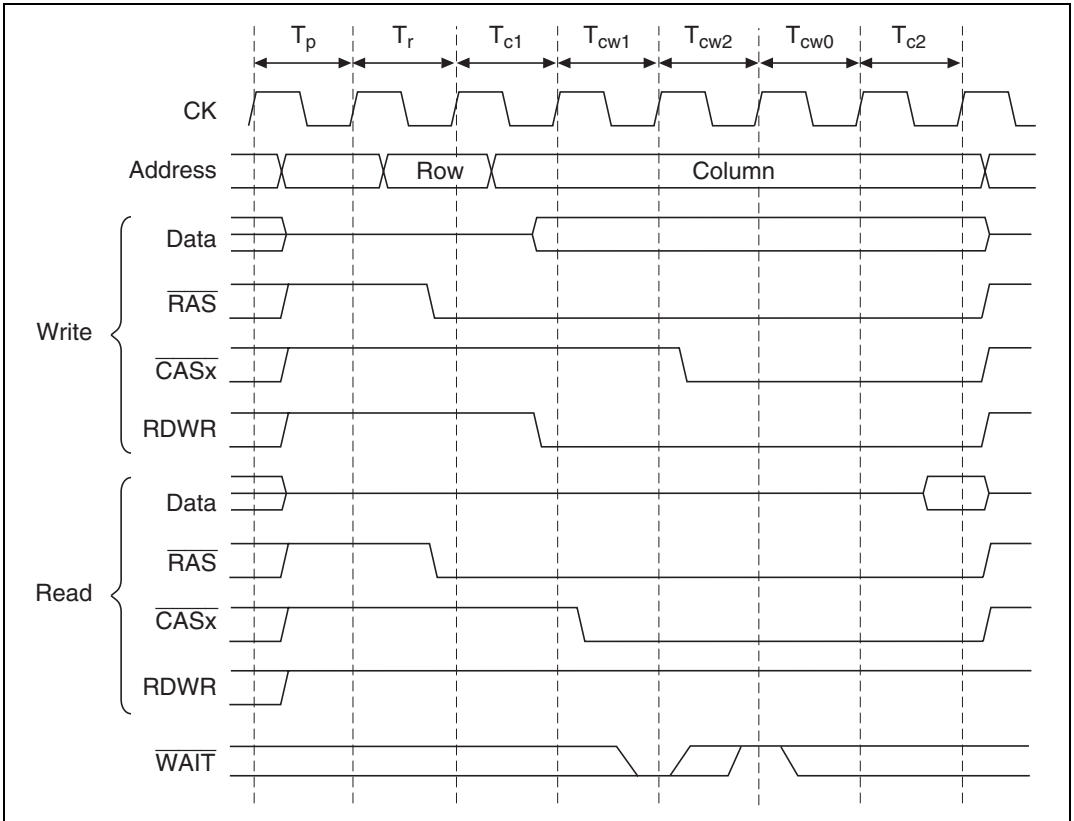 Tp Tr Tc1 Tcw1 Tcw2 Tcw0 Tc2
CK
Address Row Column
Data
RAS
Write
CASx
RDWR
Data
RAS
Read
CASx
RDWR
WAIT